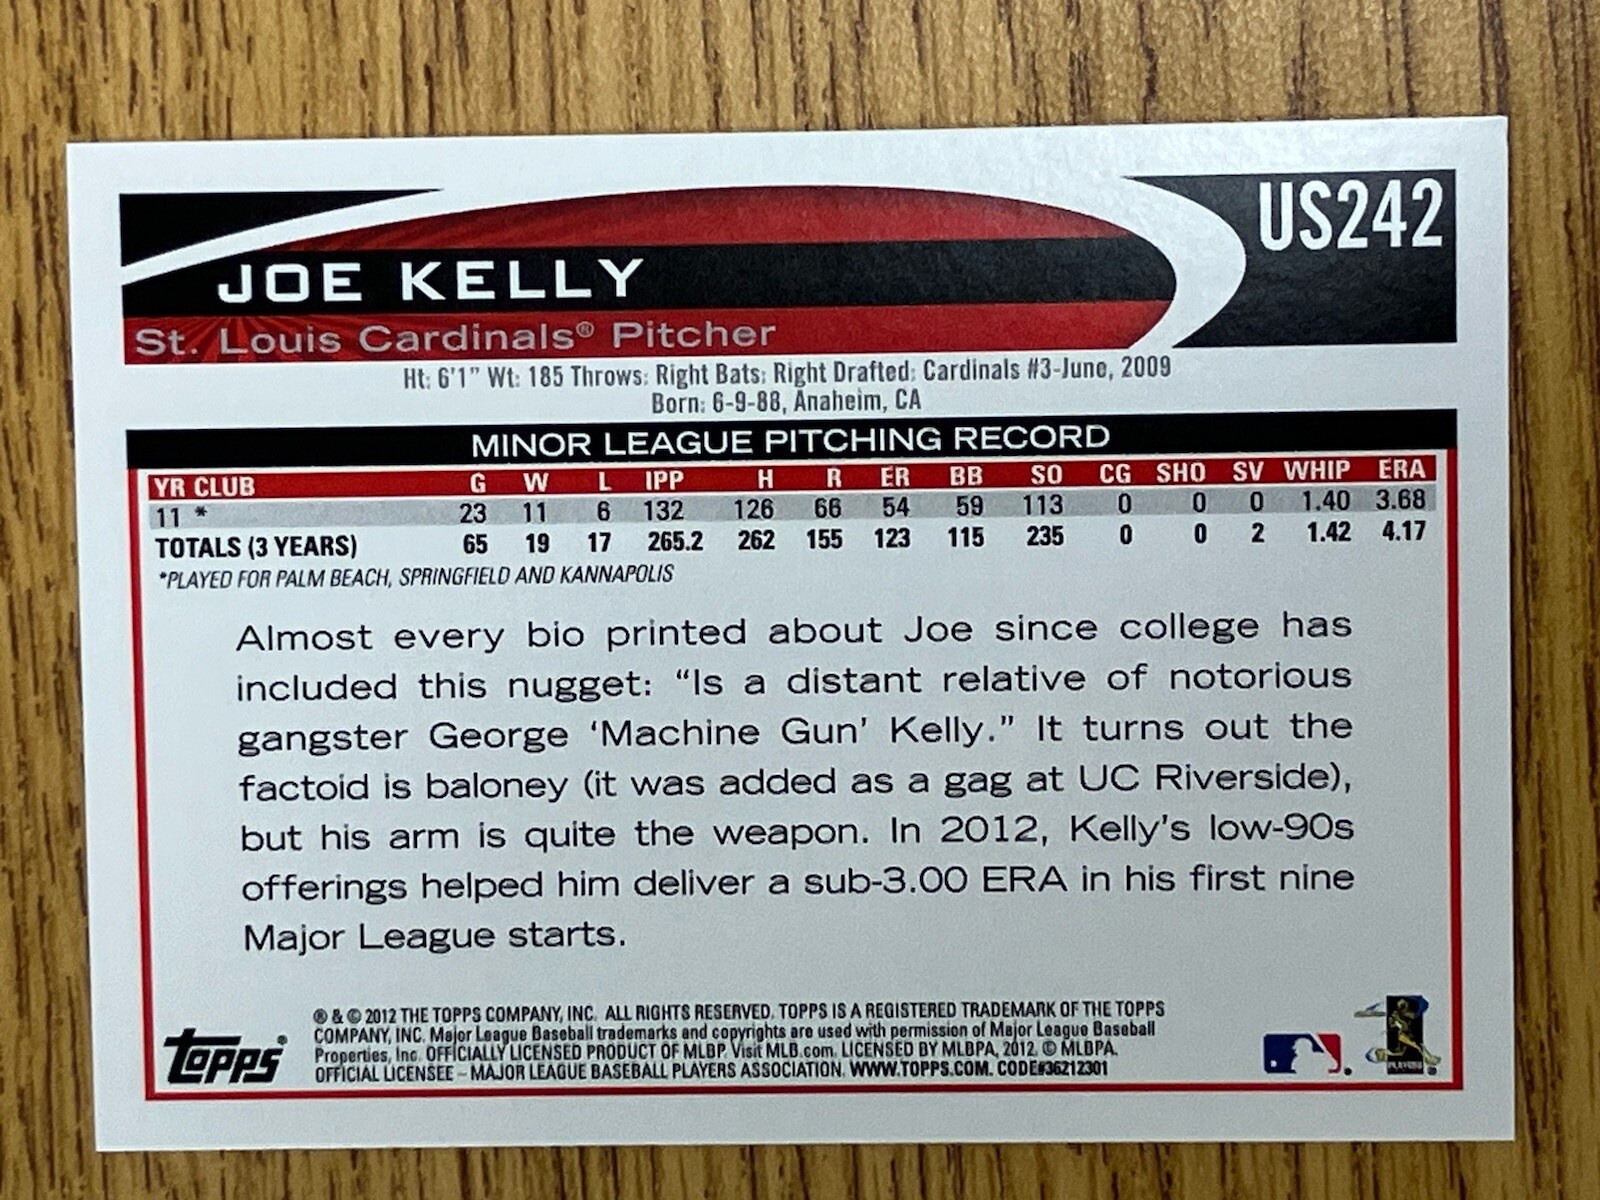 US242
JOE KELLY
St. Louis Cardinals® Pitcher
Ht: 6'1" Wt: 185 Throws: Right Bats: Right Drafted: Cardinals #3-June, 2009
Born: 6-9-88, Anaheim, CA
MINOR LEAGUE PITCHING RECORD
YR CLUB G W L IPP H R ER BB SO CG SHO SV WHIP ERA
11 * 23 11 6 132 126 66 54 59 113 0 0 0 1.40 3.68
TOTALS (3 YEARS) 65 19 17 265.2 262 155 123 115 235 0 0 2 1.42 4.17
*PLAYED FOR PALM BEACH, SPRINGFIELD AND KANNAPOLIS
Almost every bio printed about Joe since college has
included this nugget: “Is a distant relative of notorious
gangster George ‘Machine Gun’ Kelly.” It turns out the
factoid is baloney (it was added as a gag at UC Riverside),
but his arm is quite the weapon. In 2012, Kelly’s low-90s
offerings helped him deliver a sub-3.00 ERA in his first nine
Major League starts.
® & © 2012 THE TOPPS COMPANY, INC. ALL RIGHTS RESERVED. TOPPS IS A REGISTERED TRADEMARK OF THE TOPPS
COMPANY, INC. Major League Baseball trademarks and copyrights are used with permission of Major League Baseball
Properties, Inc. OFFICIALLY LICENSED PRODUCT OF MLBP. Visit MLB.com. LICENSED BY MLBPA, 2012. © MLBPA.
OFFICIAL LICENSEE – MAJOR LEAGUE BASEBALL PLAYERS ASSOCIATION. WWW.TOPPS.COM. CODE#36212301
topps®
PLAYERS